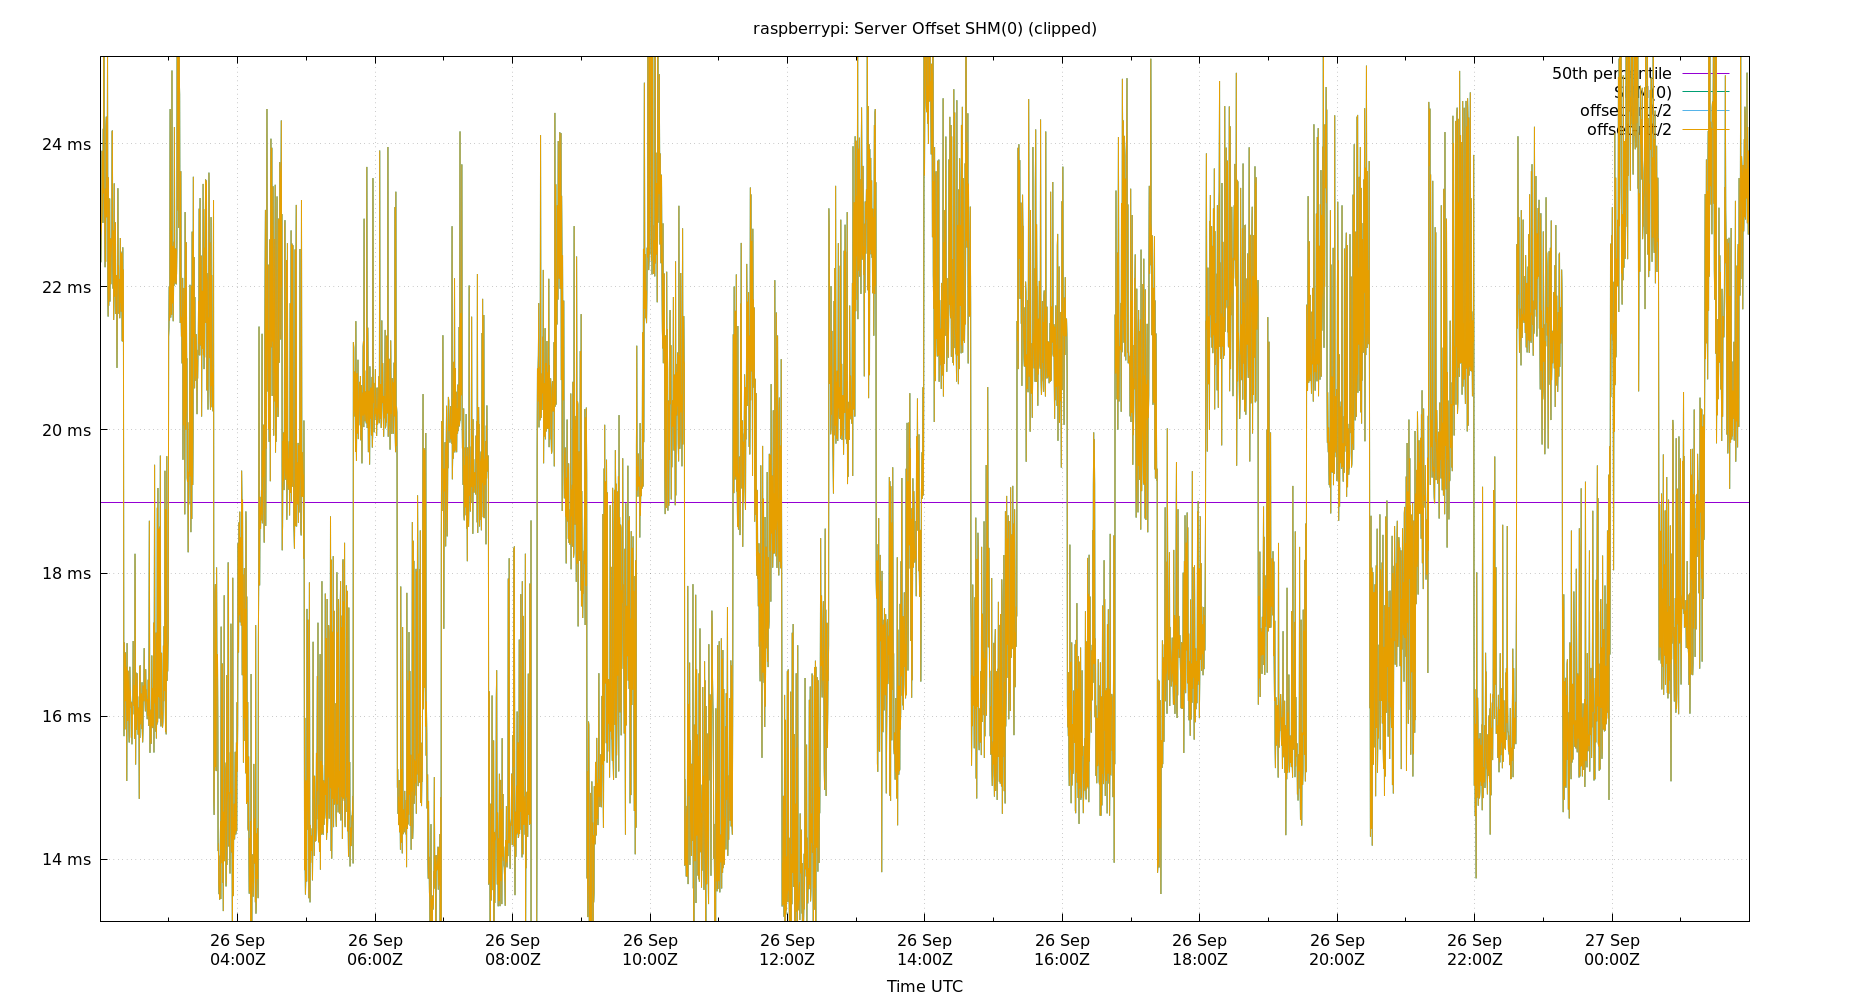 raspberrypi: Server Offset SHM(0) (clipped)
50th percentile
SHM(0)
24 ms
22 ms
20 ms
18 ms
16 ms
14 ms
26 Sep 26 Sep 26 Sep 26 Sep 26 Sep 26 Sep 26 Sep 26 Sep 26 Sep 26 Sep 27 Sep
04:00Z 06:00Z 08:00Z 10:00Z 12:00Z 14:00Z 16:00Z 18:00Z 20:00Z 22:00Z 00:00Z
Time UTC